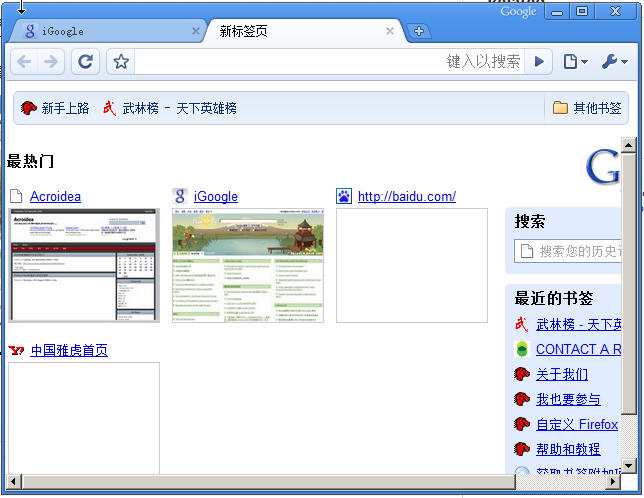 Google
iGoogle
新标签页
键入以搜索
新手上路
武林榜 - 天下英雄榜
其他书签
最热门
Acroidea
iGoogle
http://baidu.com/
搜索
搜索您的历史
最近的书签
武林榜 - 天下
CONTACT A R
关于我们
我也要参与
自定义 Firefox
帮助和教程
中国雅虎首页